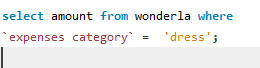 select amount from wonderla where
`expenses category` =  'dress';